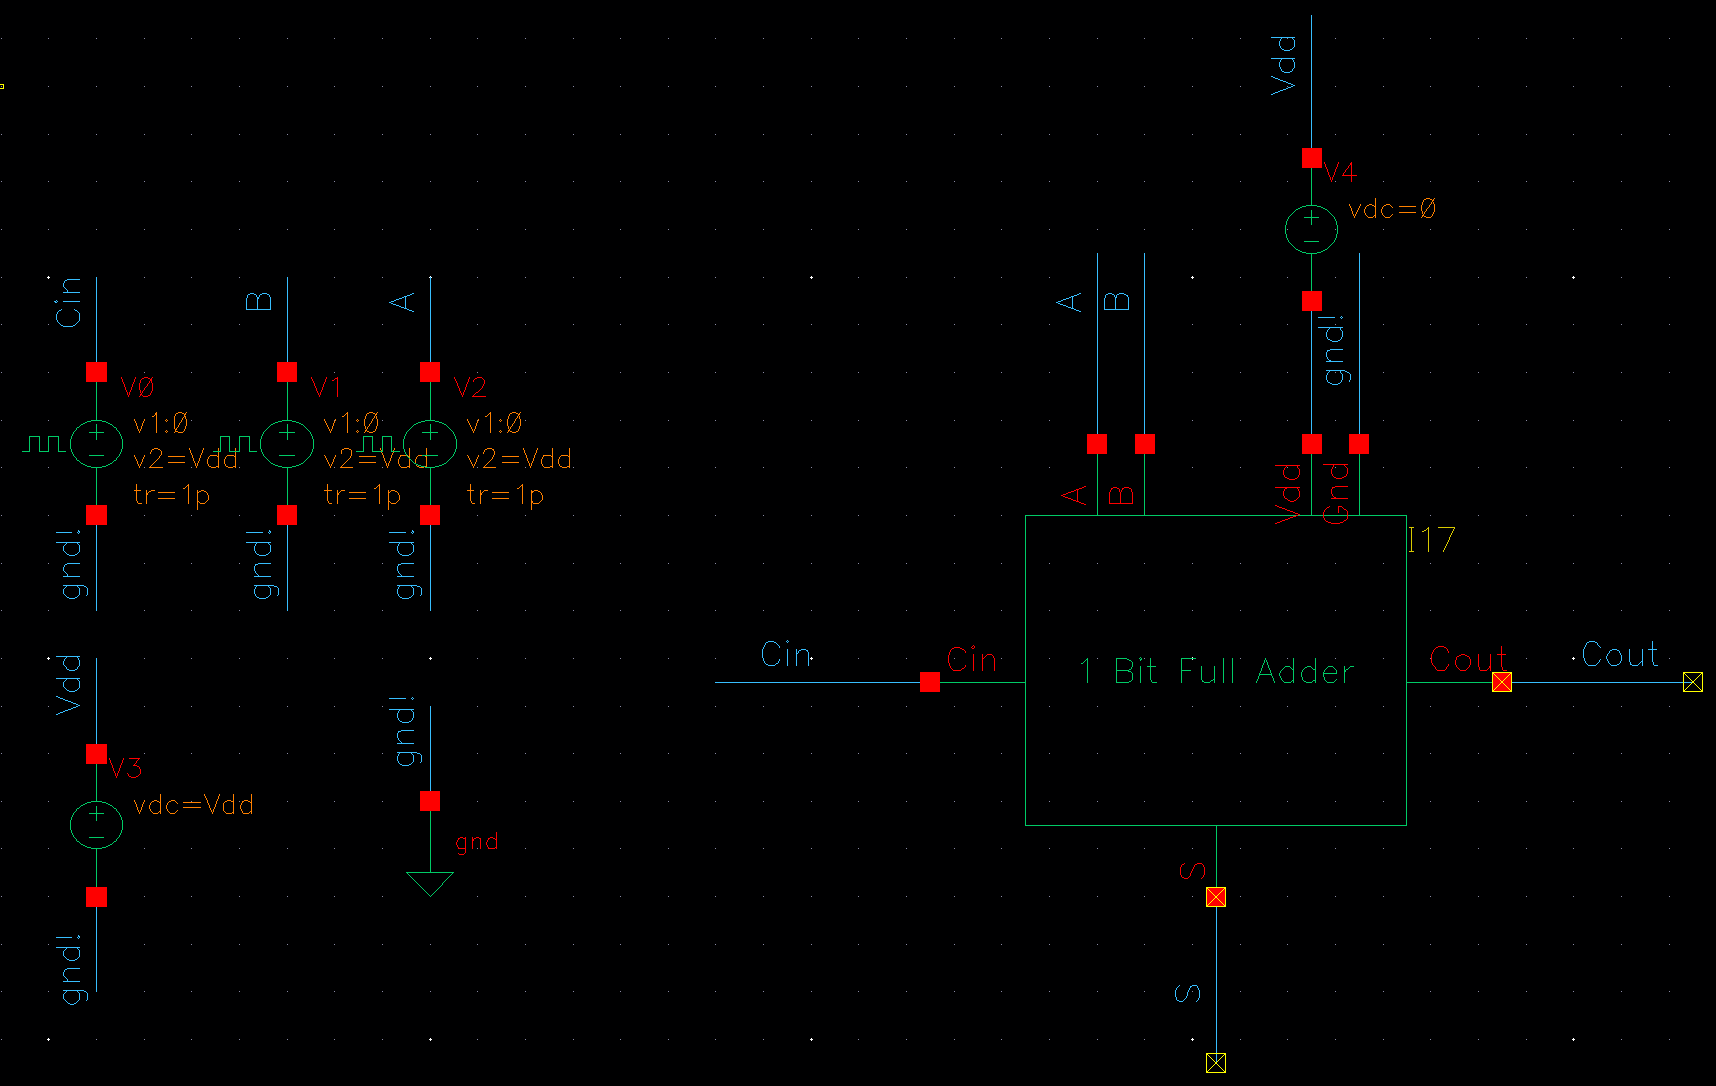 Vdd
V4
vdc=0
Cin
B
A
A
B
gnd!
V0
v1:0
v2=Vdd
tr=1p
V1
v1:0
v2=Vdd
tr=1p
V2
v1:0
v2=Vdd
tr=1p
gnd!
gnd!
gnd!
A
B
Vdd
Gnd
I17
Cin
Cin
1 Bit Full Adder
Cout
Cout
Vdd
V3
vdc=Vdd
gnd!
gnd!
gnd
S
S